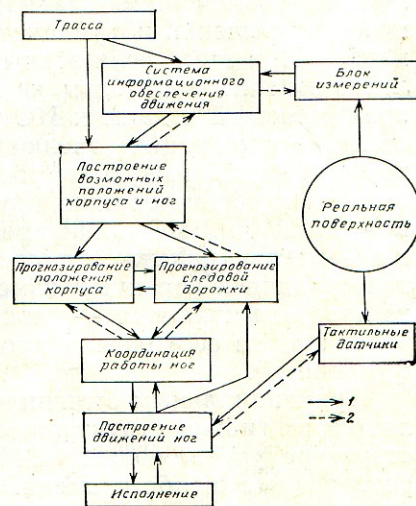 Трасса
Система
информационного
обеспечения
движения
Блок
измерений
Построение
возможных
положений
корпуса и ног
Реальная
поверхность
Прогнозирование
положения
корпуса
Прогнозирование
следовой
дорожки
Тактильные
датчики
Координация
работы ног
1
2
Построение
движений ног
Исполнение